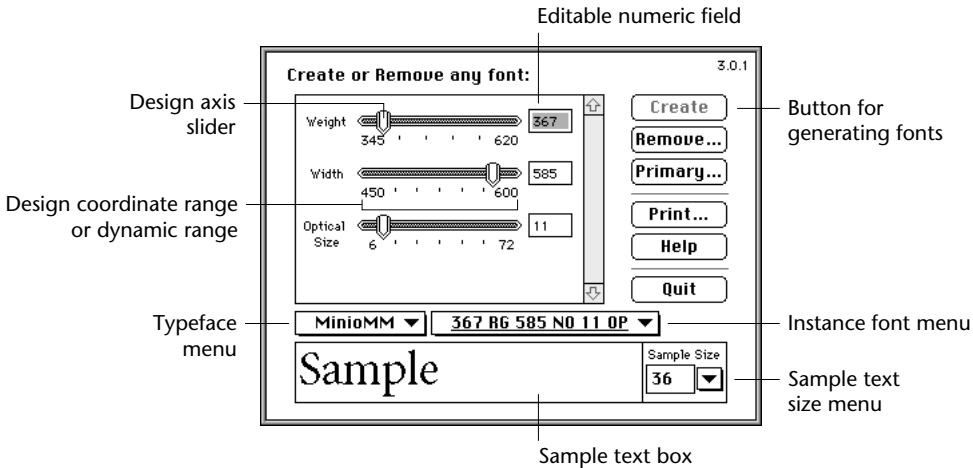 Editable numeric field
3.0.1
Create or Remove any font:
Design axis
slider
Weight
367
345
620
Create
Button for
generating fonts
Remove...
Width
585
450
600
Primary...
Design coordinate range
or dynamic range
Optical
Size
11
6
72
Print...
Help
Quit
Typeface
menu
MinioMM
367 RG 585 NO 11 OP
Instance font menu
Sample
Sample Size
36
Sample text
size menu
Sample text box